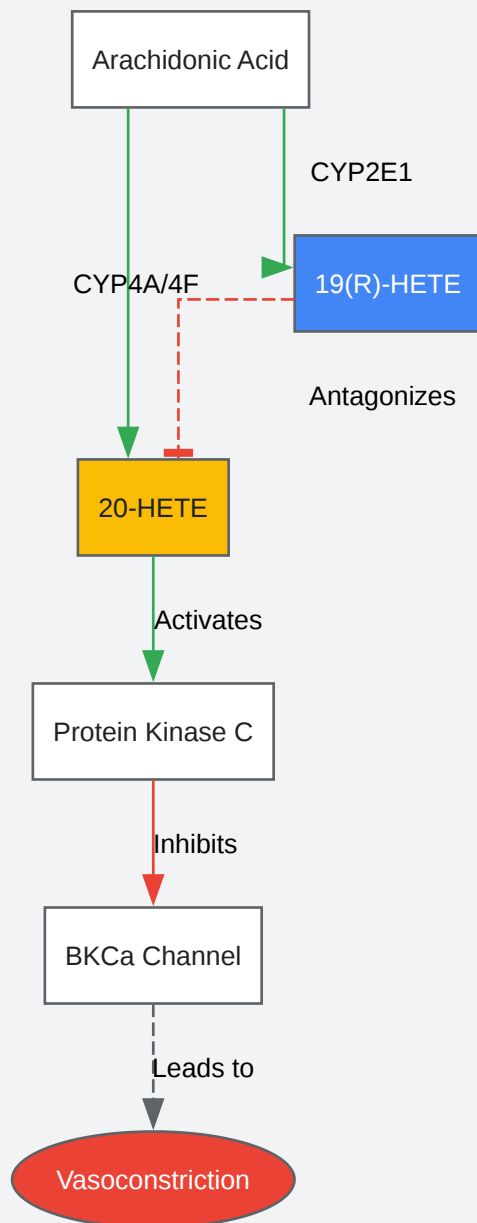 Arachidonic Acid
CYP2E1
CYP4A/4F
19(R)-HETE
Antagonizes
20-HETE
Activates
Protein Kinase C
Inhibits
BKCa Channel
Leads to
Vasoconstriction